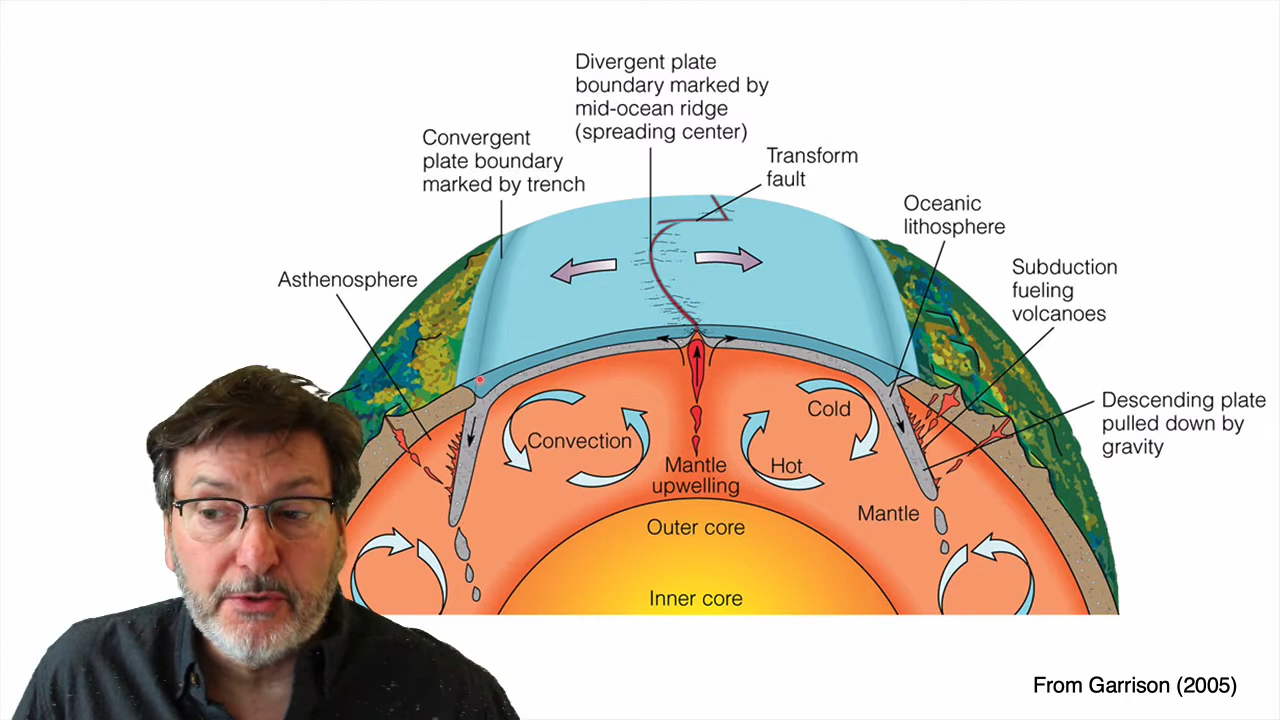 Divergent plate
boundary marked by
mid-ocean ridge
(spreading center)
Convergent
plate boundary
marked by trench
Transform
fault
Oceanic
lithosphere
Asthenosphere
Subduction
fueling
volcanoes
Descending plate
pulled down by
gravity
Cold
Convection
Mantle
upwelling
Hot
Mantle
Outer core
Inner core
From Garrison (2005)